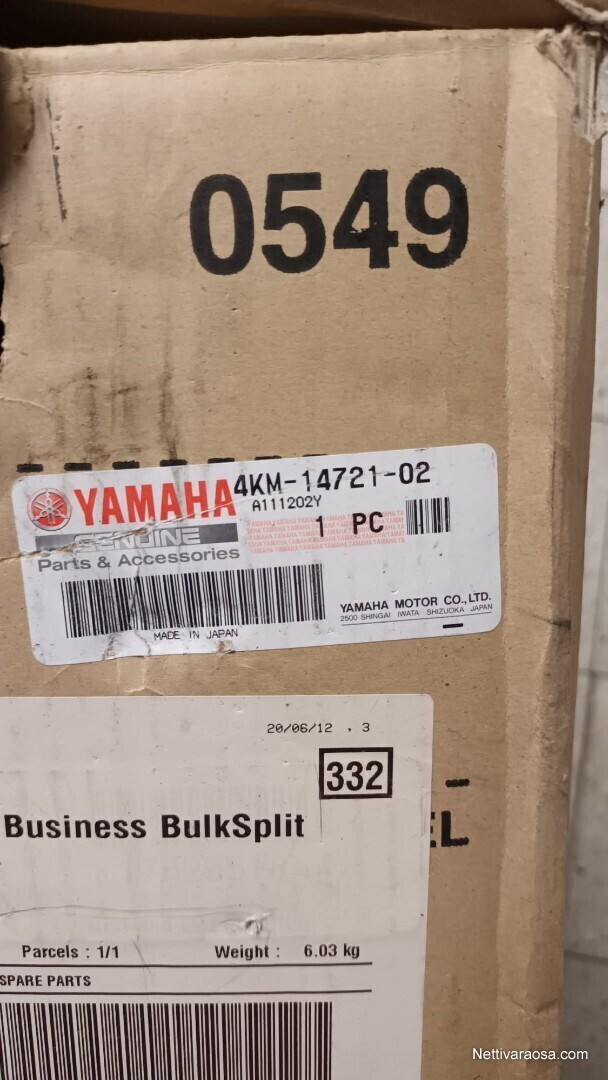 0549
YAMAHA
4KM-14721-02
A111202Y
GENUINE
1 PC
Parts & Accessories
MADE IN JAPAN
YAMAHA MOTOR CO., LTD.
2500 SHINGAI IWATA SHIZUOKA JAPAN
20/06/12 , 3
332
Business BulkSplit
EL
Parcels : 1/1 Weight : 6.03 kg
SPARE PARTS
Nettivaraosa.com